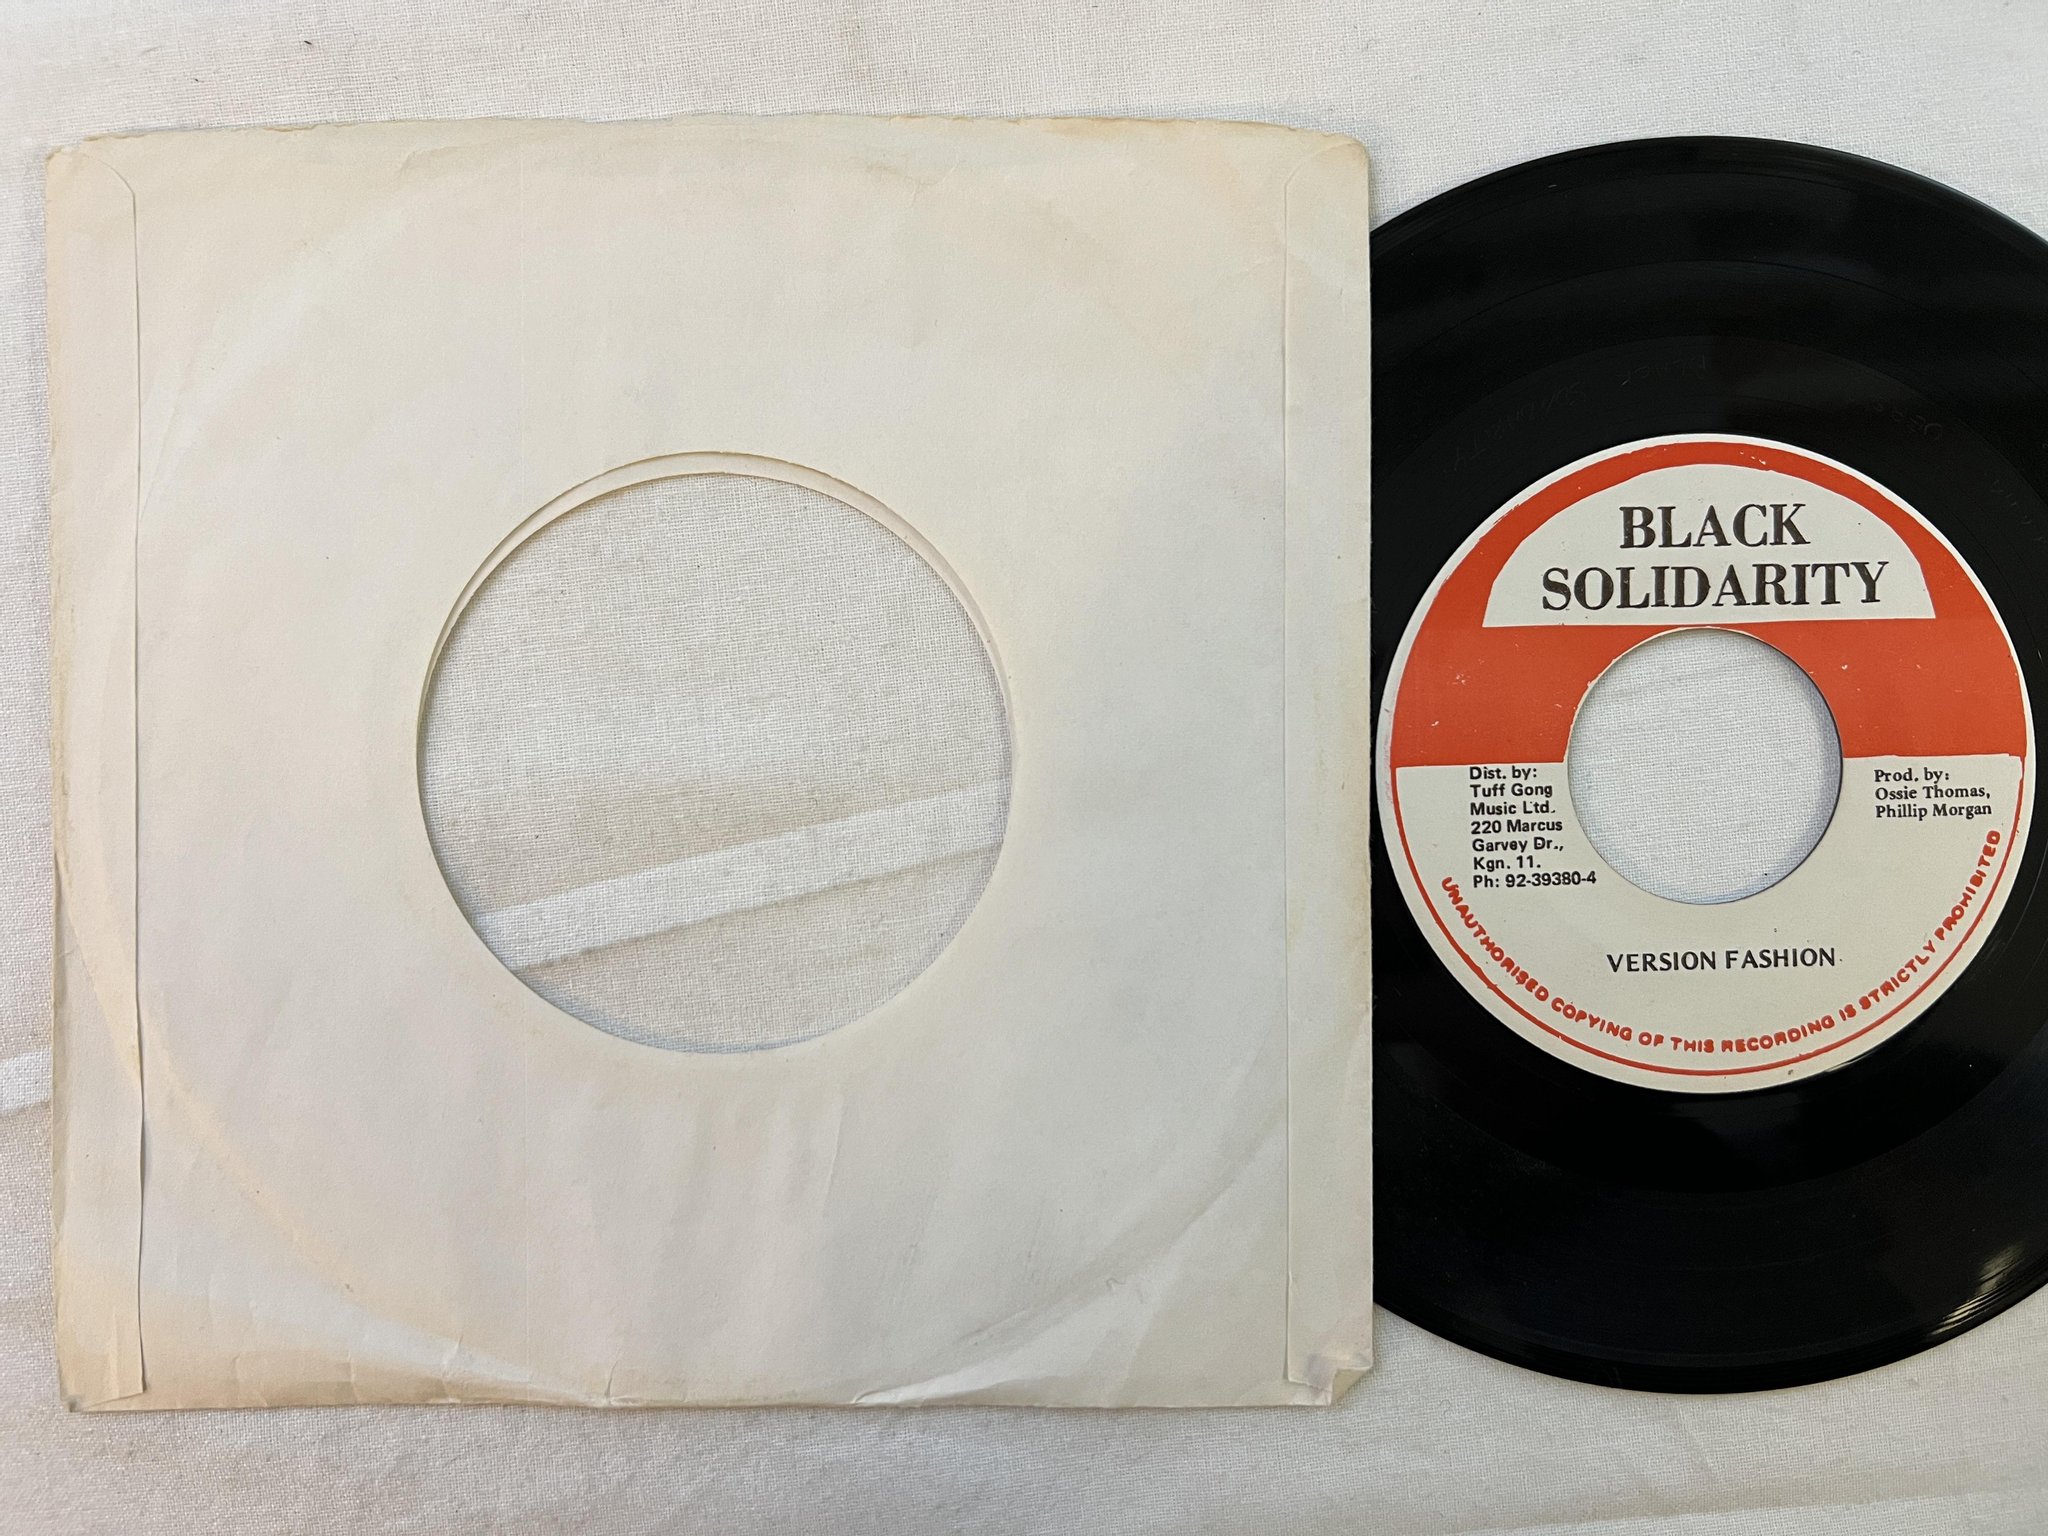 BLACK
SOLIDARITY
Dist. by:
Tuff Gong
Music Ltd.
220 Marcus
Garvey Dr.,
Kgn. 11.
Ph: 92-39380-4
Prod. by:
Ossie Thomas,
Phillip Morgan
VERSION FASHION
UNAUTHORISED COPYING OF THIS RECORDING IS STRICTLY PROHIBITED